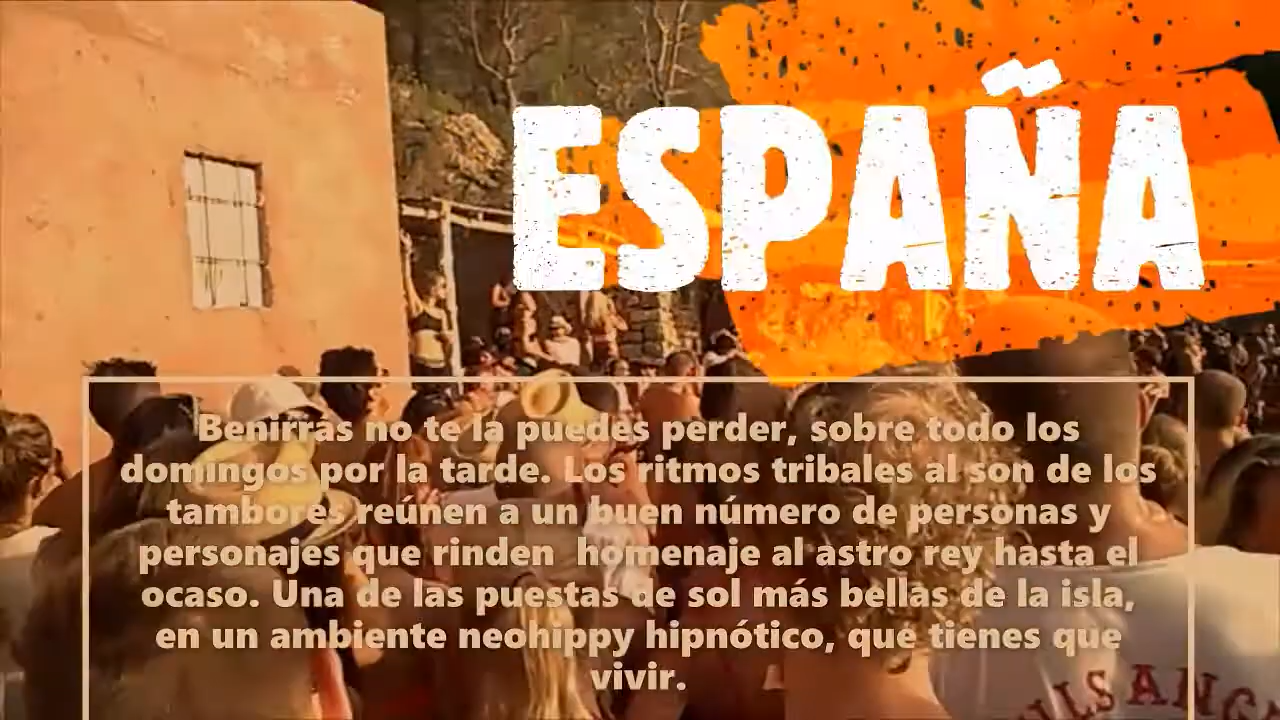 ESPAÑA
Benirrás no te la puedes perder, sobre todo los
domingos por la tarde. Los ritmos tribales al son de los
tambores reúnen a un buen número de personas y
personajes que rinden  homenaje al astro rey hasta el
ocaso. Una de las puestas de sol más bellas de la isla,
en un ambiente neohippy hipnótico, que tienes que
vivir.